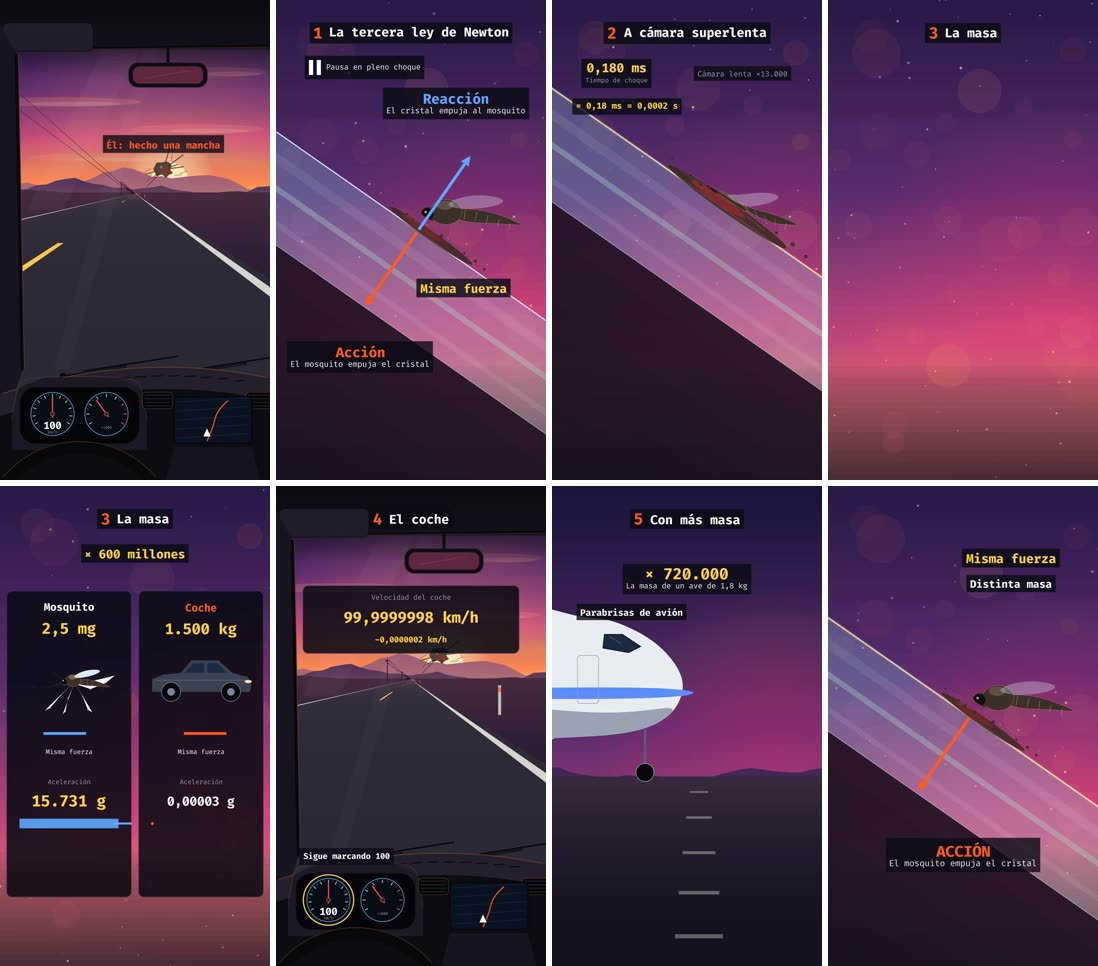 Él: hecho una mancha
100
km/h
×1000
1 La tercera ley de Newton
Pausa en pleno choque
Reacción
El cristal empuja al mosquito
Misma fuerza
Acción
El mosquito empuja el cristal
2 A cámara superlenta
0,180 ms
Tiempo de choque
Cámara lenta ×13.000
≈ 0,18 ms = 0,0002 s
3 La masa
3 La masa
× 600 millones
Mosquito
2,5 mg
Misma fuerza
Aceleración
15.731 g
Coche
1.500 kg
Misma fuerza
Aceleración
0,00003 g
4 El coche
Velocidad del coche
99,9999998 km/h
-0,0000002 km/h
Sigue marcando 100
100
km/h
×1000
5 Con más masa
× 720.000
La masa de un ave de 1,8 kg
Parabrisas de avión
Misma fuerza
Distinta masa
ACCIÓN
El mosquito empuja el cristal